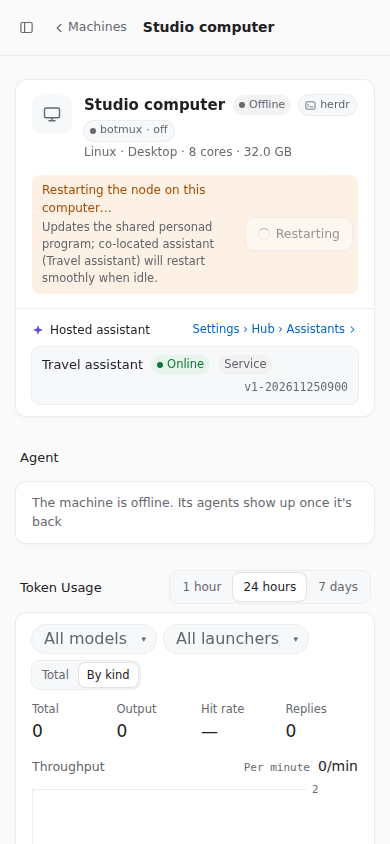 Machines Studio computer
Studio computer Offline herdr
botmux · off
Linux · Desktop · 8 cores · 32.0 GB
Restarting the node on this
computer…
Updates the shared personad
program; co-located assistant
(Travel assistant) will restart
smoothly when idle.
Restarting
Hosted assistant Settings › Hub › Assistants ›
Travel assistant Online Service
v1-202611250900
Agent
The machine is offline. Its agents show up once it's
back
Token Usage 1 hour 24 hours 7 days
All models All launchers
Total By kind
Total Output Hit rate Replies
0 0 — 0
Throughput Per minute 0/min
2